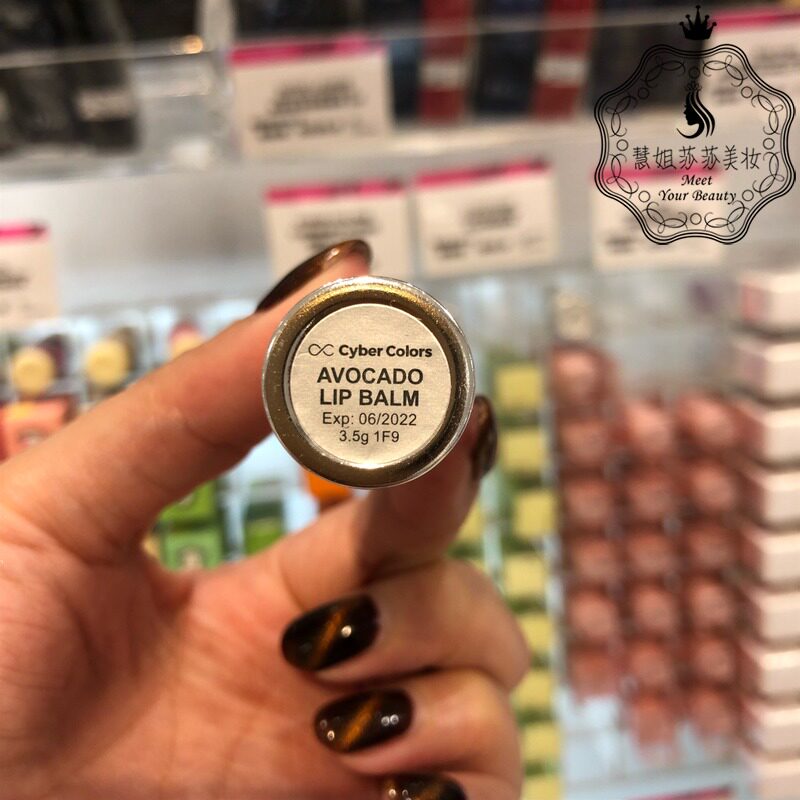 慧姐莎莎美妆
Meet
Your Beauty
Cyber Colors
AVOCADO
LIP BALM
Exp: 06/2022
3.5g 1F9